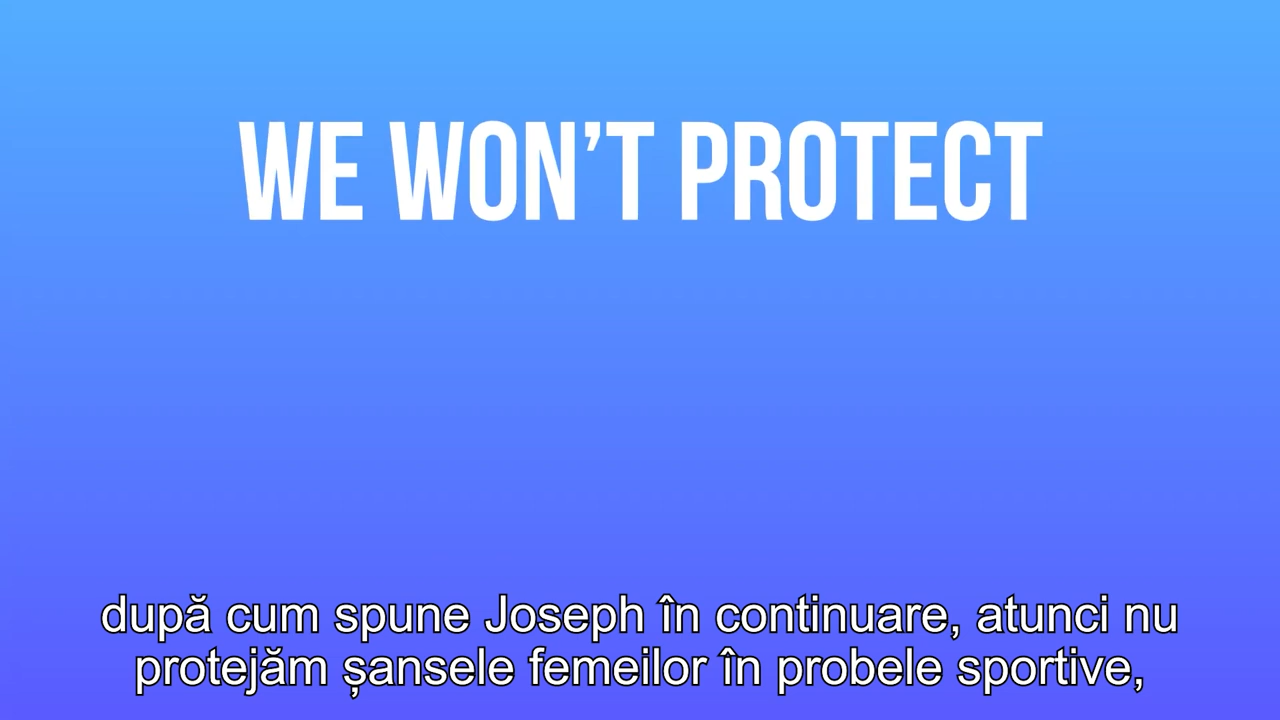 WE WON’T PROTECT
după cum spune Joseph în continuare, atunci nu
protejăm șansele femeilor în probele sportive,